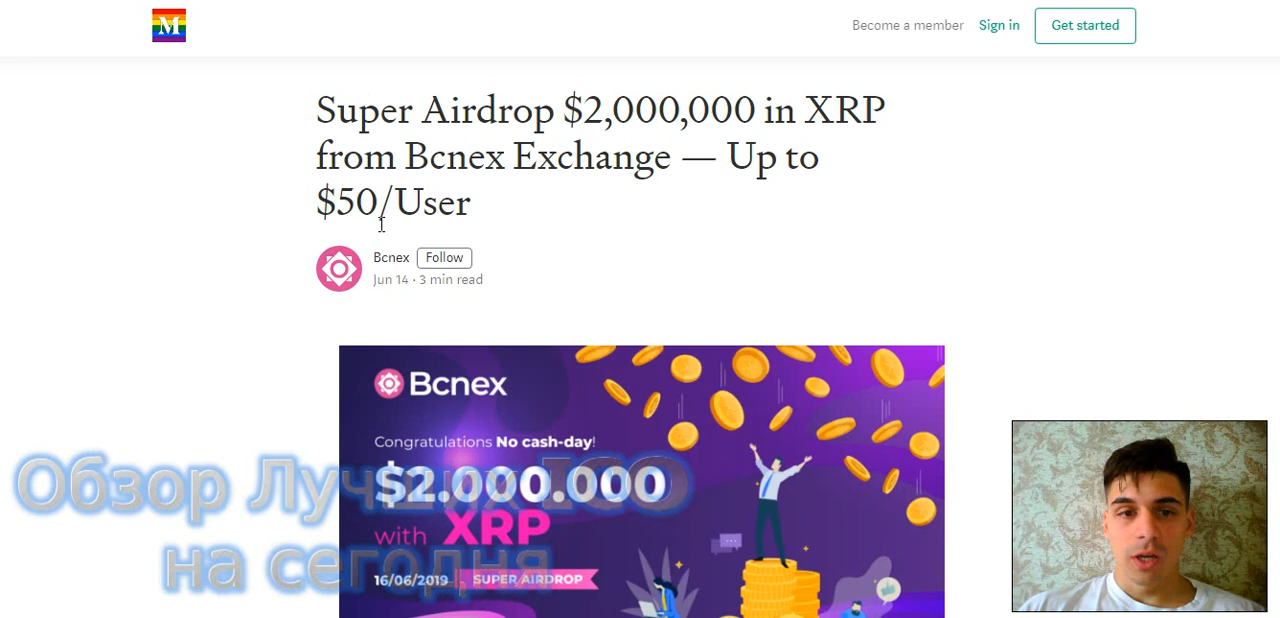 M
Become a member Sign in Get started
Super Airdrop $2,000,000 in XRP
from Bcnex Exchange — Up to
$50/User
Bcnex Follow
Jun 14 · 3 min read
Bcnex
Congratulations No cash-day!
$2.000.000
with XRP
16/06/2019 SUPER AIRDROP
Обзор Лучших ICO
на сегодня